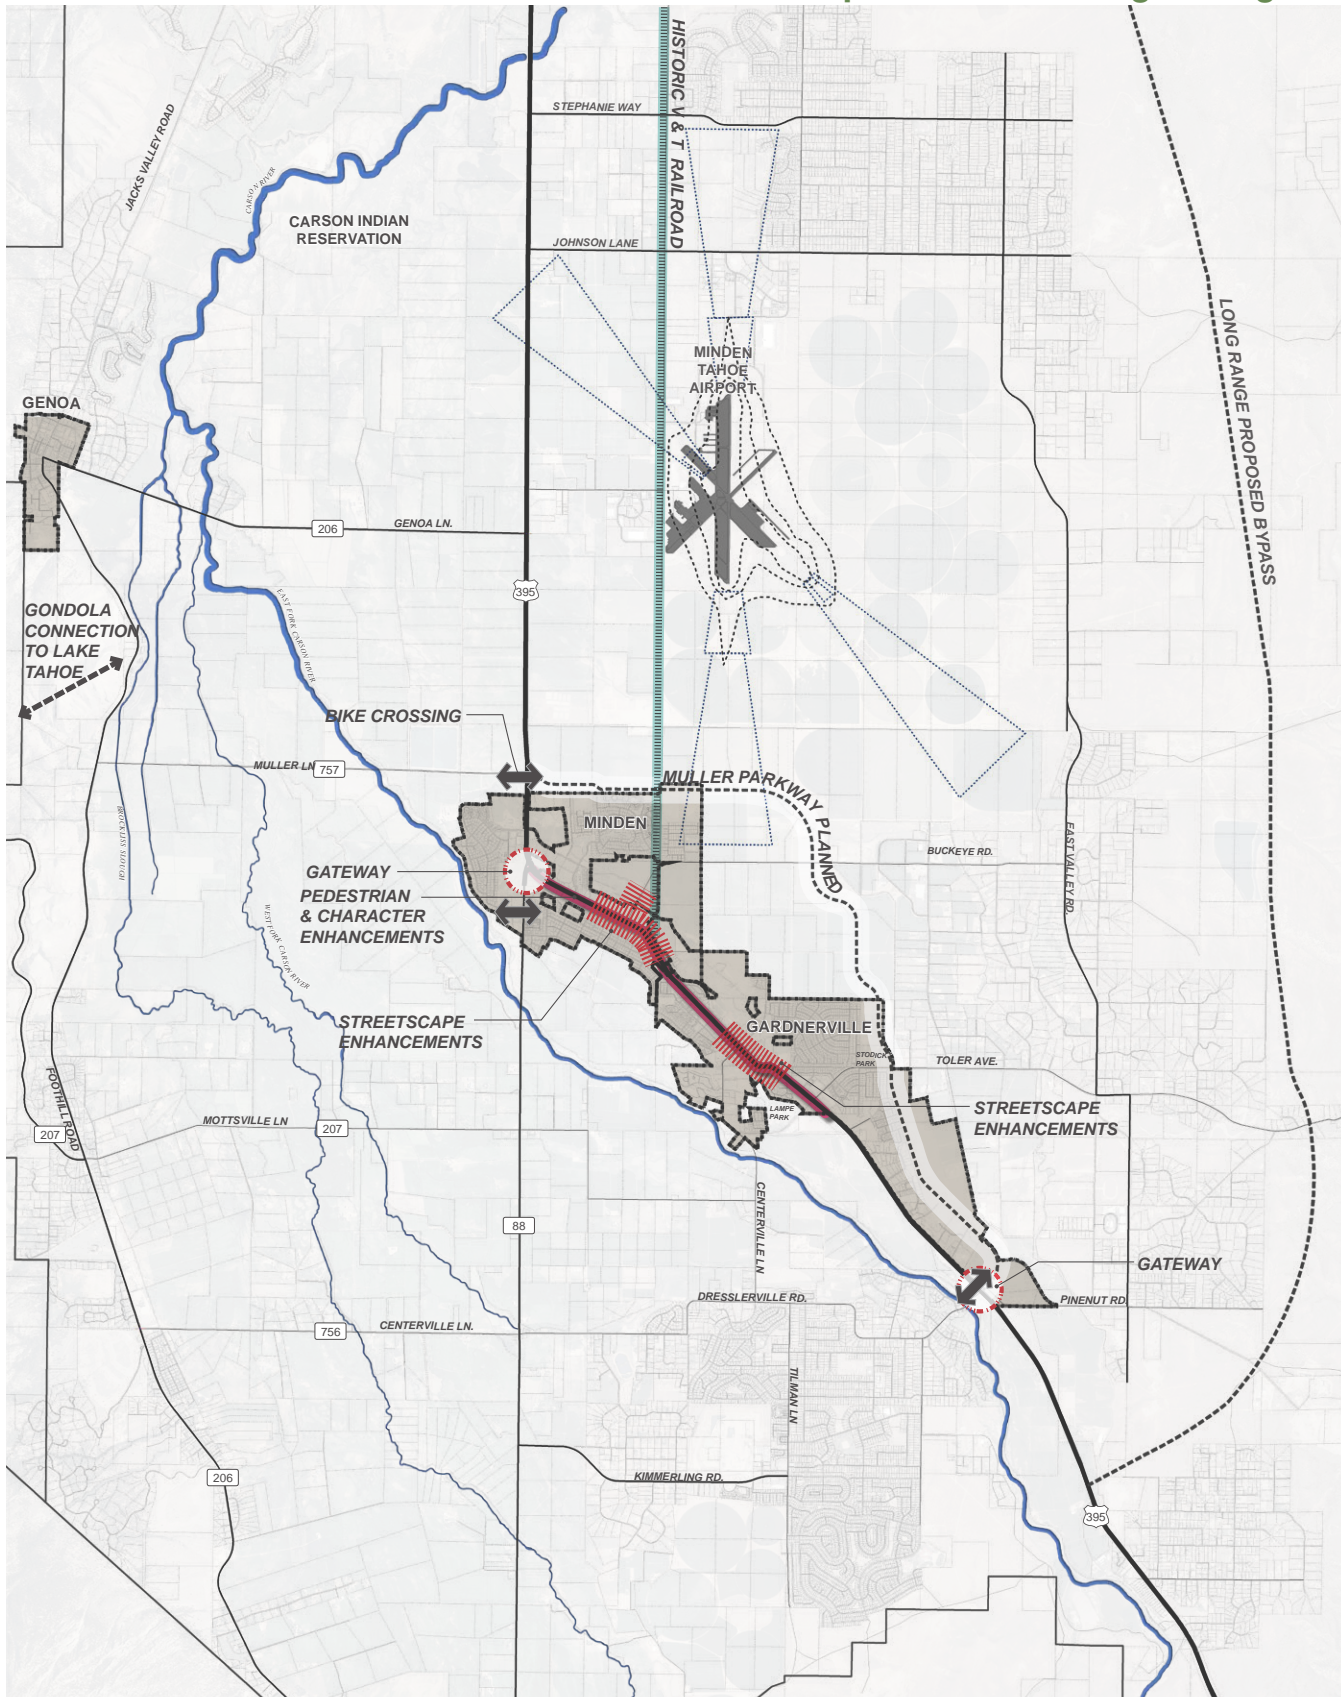 HISTORIC V & T RAILROAD
STEPHANIE WAY
JACKS VALLEY ROAD
CARSON RIVER
CARSON INDIAN
RESERVATION
JOHNSON LANE
LONG RANGE PROPOSED BYPASS
MINDEN
TAHOE
AIRPORT
GENOA
206
GENOA LN.
395
EAST FORK CARSON RIVER
GONDOLA
CONNECTION
TO LAKE
TAHOE
BIKE CROSSING
MULLER LN
757
MULLER PARKWAY PLANNED
MINDEN
BROCKLISS SLOUGH
EAST VALLEY RD.
BUCKEYE RD.
GATEWAY
PEDESTRIAN
& CHARACTER
ENHANCEMENTS
WEST FORK CARSON RIVER
STREETSCAPE
ENHANCEMENTS
GARDNERVILLE
STODICK
PARK
TOLER AVE.
FOOTHILL ROAD
LAMPE
PARK
STREETSCAPE
ENHANCEMENTS
207
MOTTSVILLE LN
207
CENTERVILLE LN
88
GATEWAY
DRESSLERVILLE RD.
PINENUT RD.
756
CENTERVILLE LN.
TILMAN LN
206
KIMMERLING RD.
395